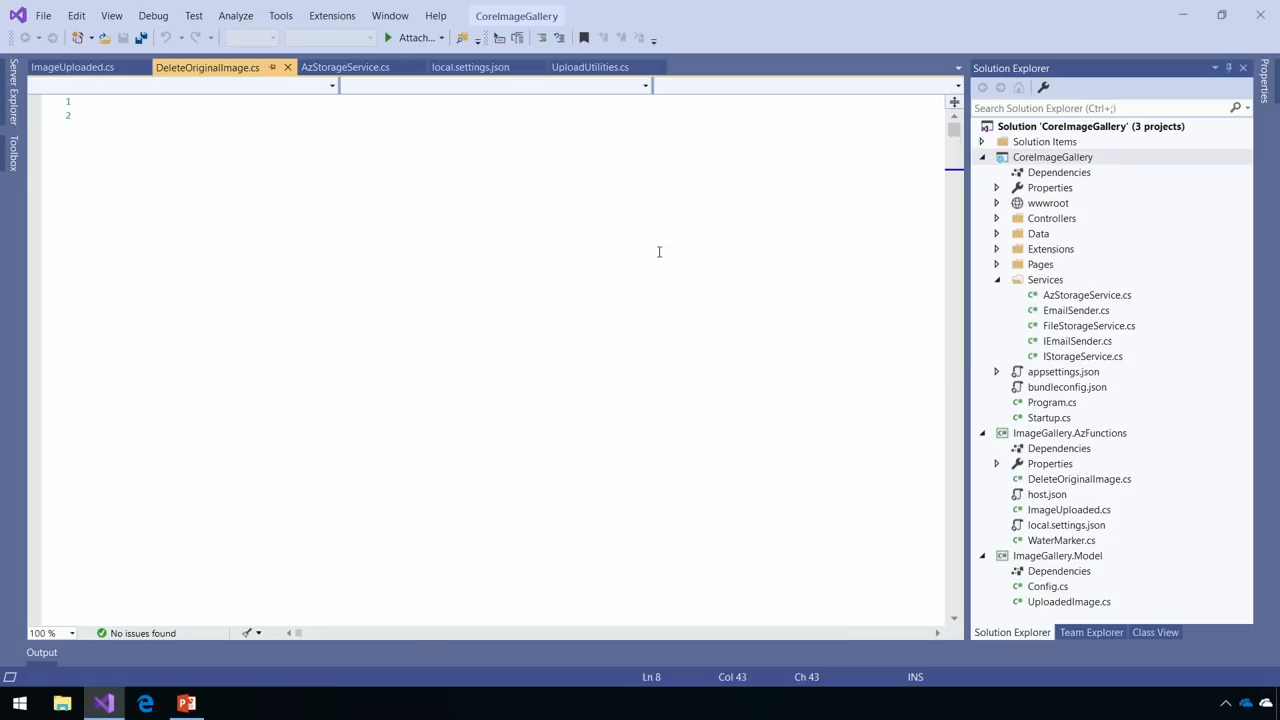 File Edit View Debug Test Analyze Tools Extensions Window Help CoreImageGallery
Attach...
ImageUploaded.cs DeleteOriginalImage.cs AzStorageService.cs local.settings.json UploadUtilities.cs
Server Explorer
Toolbox
1
2
100 % No issues found
Solution Explorer
Search Solution Explorer (Ctrl+;)
Solution 'CoreImageGallery' (3 projects)
Solution Items
CoreImageGallery
Dependencies
Properties
wwwroot
Controllers
Data
Extensions
Pages
Services
C# AzStorageService.cs
C# EmailSender.cs
C# FileStorageService.cs
C# IEmailSender.cs
C# IStorageService.cs
appsettings.json
bundleconfig.json
C# Program.cs
C# Startup.cs
C# ImageGallery.AzFunctions
Dependencies
Properties
C# DeleteOriginalImage.cs
host.json
C# ImageUploaded.cs
local.settings.json
C# WaterMarker.cs
C# ImageGallery.Model
Dependencies
C# Config.cs
C# UploadedImage.cs
Solution Explorer Team Explorer Class View
Properties
Output
Ln 8 Col 43 Ch 43 INS